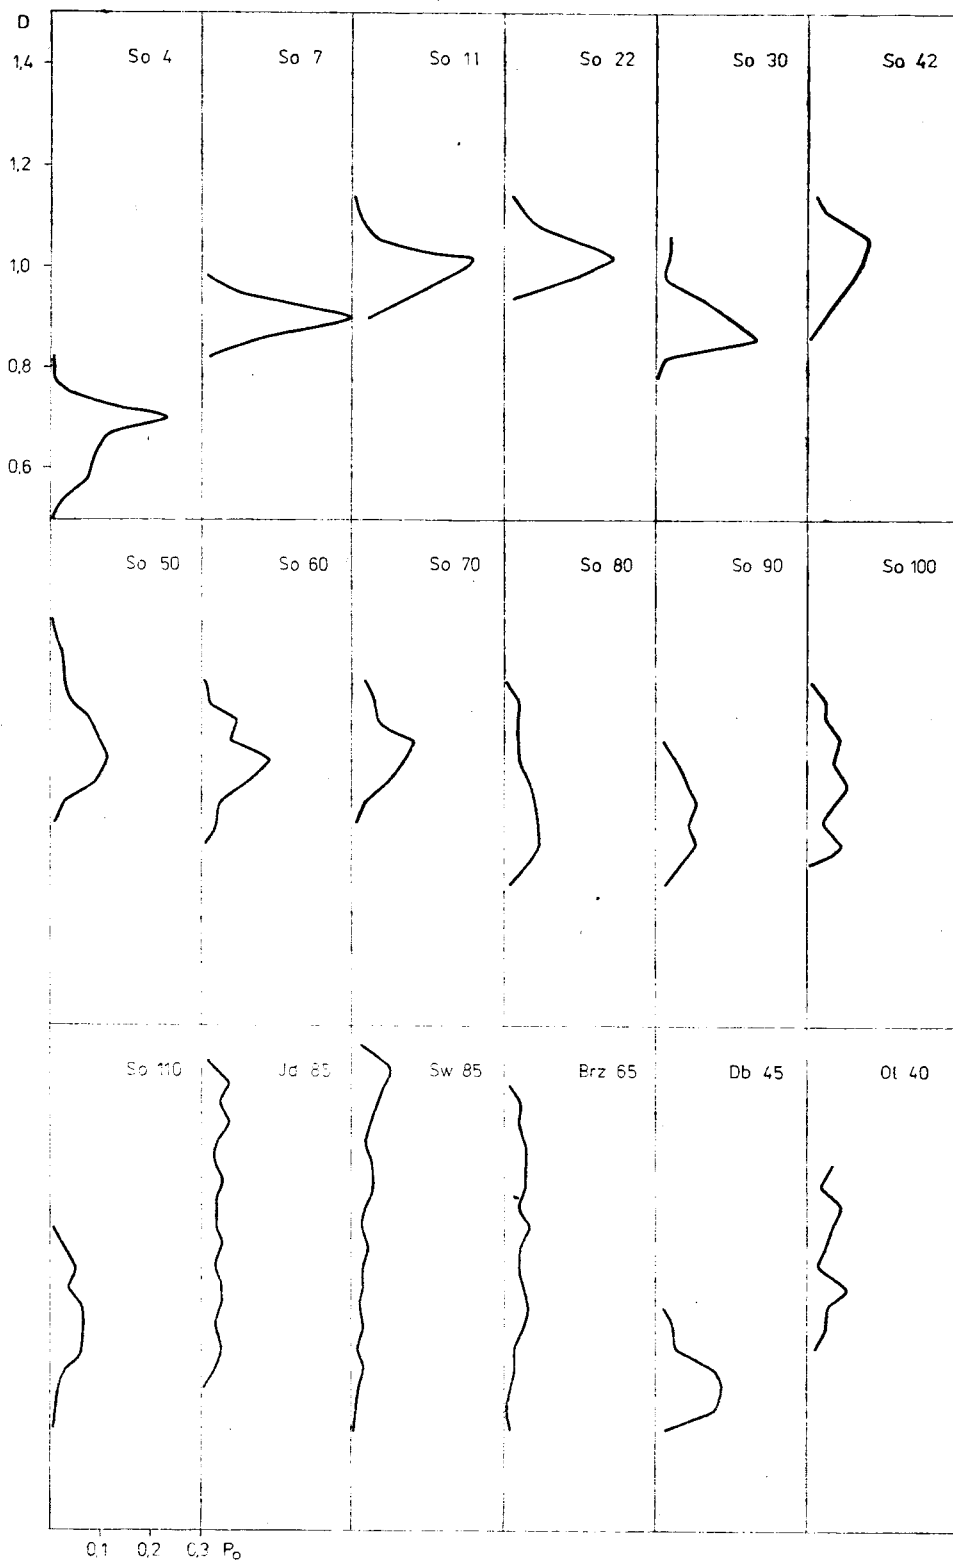 D
1,4
So 4
So 7
So 11
So 22
So 30
So 42
1,2
1,0
0,8
0,6
So 50
So 60
So 70
So 80
So 90
So 100
So 110
Jd 85
Sw 85
Brz 65
Db 45
Ol 40
0,1 0,2 0,3 Po